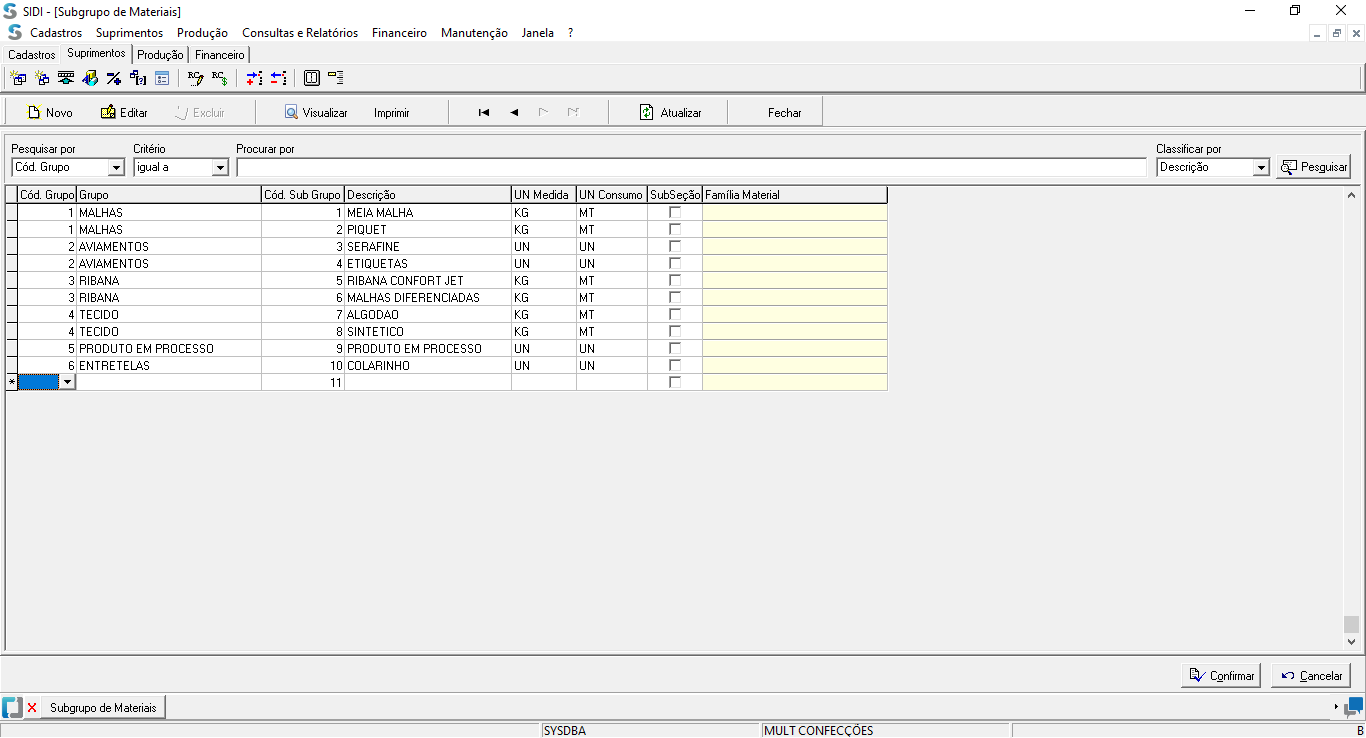 SIDI - [Subgrupo de Materiais]
Cadastros Suprimentos Produção Consultas e Relatórios Financeiro Manutenção Janela ?
Cadastros Suprimentos Produção Financeiro
Novo Editar Excluir Visualizar Imprimir Atualizar Fechar
Pesquisar por Critério Procurar por Classificar por
Cód. Grupo igual a Descrição Pesquisar
Cód. Grupo Grupo Cód. Sub Grupo Descrição UN Medida UN Consumo SubSeção Família Material
1 MALHAS 1 MEIA MALHA KG MT
1 MALHAS 2 PIQUET KG MT
2 AVIAMENTOS 3 SERAFINE UN UN
2 AVIAMENTOS 4 ETIQUETAS UN UN
3 RIBANA 5 RIBANA CONFORT JET KG MT
3 RIBANA 6 MALHAS DIFERENCIADAS KG MT
4 TECIDO 7 ALGODAO KG MT
4 TECIDO 8 SINTETICO KG MT
5 PRODUTO EM PROCESSO 9 PRODUTO EM PROCESSO UN UN
6 ENTRETELAS 10 COLARINHO UN UN
* 11
Confirmar Cancelar
Subgrupo de Materiais
SYSDBA MULT CONFECÇÕES B